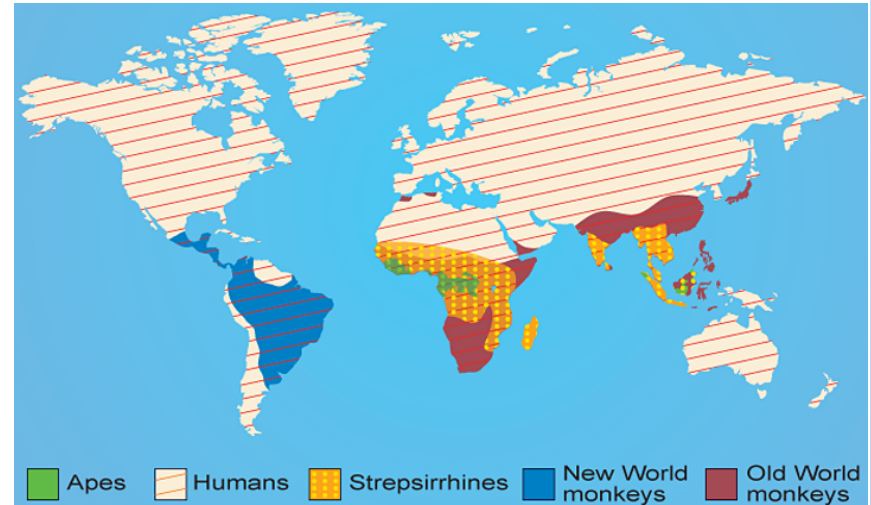 Apes
Humans
Strepsirrhines
New World
monkeys
Old World
monkeys